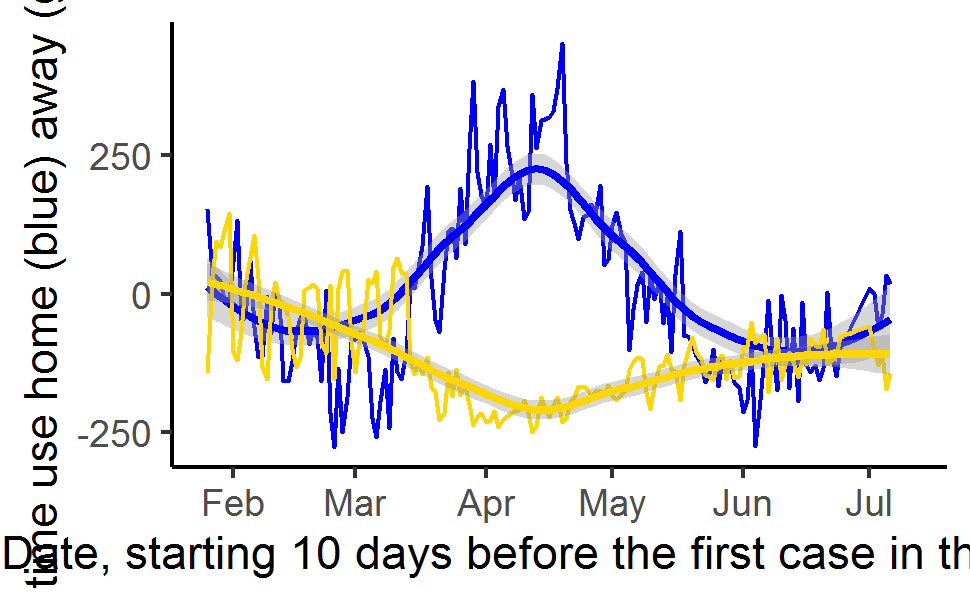 time use home (blue) away (
250
0
-250
Feb Mar Apr May Jun Jul
Date, starting 10 days before the first case in th